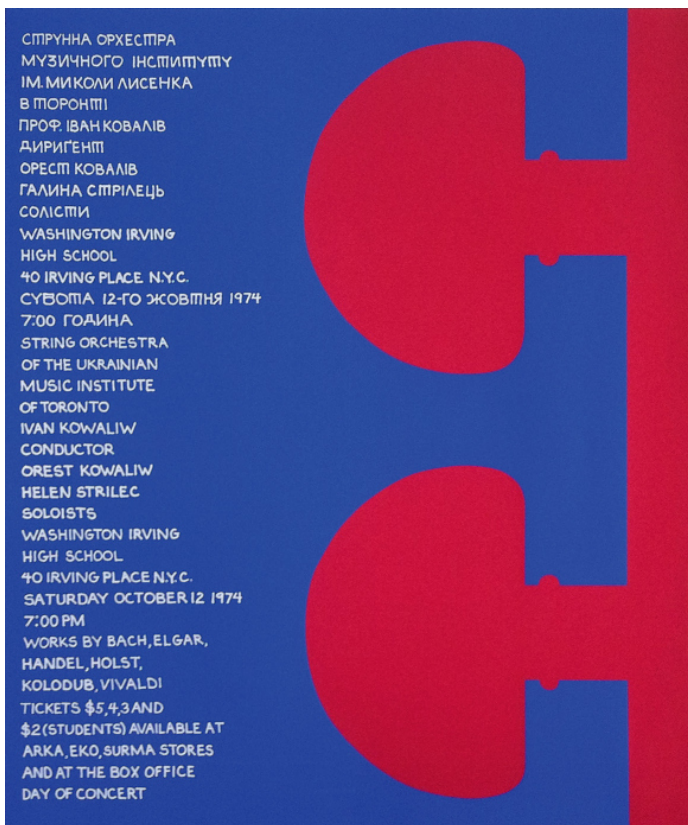 СТРУННА ОРХЕСТРА
МУЗИЧНОГО ІНСТИТУТУ
ІМ. МИКОЛИ ЛИСЕНКА
В ТОРОНТІ
ПРОФ. ІВАН КОВАЛІВ
ДИРИҐЕНТ
ОРЕСТ КОВАЛІВ
ГАЛИНА СТРІЛЕЦЬ
СОЛІСТИ
WASHINGTON IRVING
HIGH SCHOOL
40 IRVING PLACE N.Y.C.
СУБОТА 12-ГО ЖОВТНЯ 1974
7:00 ГОДИНА
STRING ORCHESTRA
OF THE UKRAINIAN
MUSIC INSTITUTE
OF TORONTO
IVAN KOWALIW
CONDUCTOR
OREST KOWALIW
HELEN STRILEC
SOLOISTS
WASHINGTON IRVING
HIGH SCHOOL
40 IRVING PLACE N.Y.C.
SATURDAY OCTOBER 12 1974
7:00 PM
WORKS BY BACH, ELGAR,
HANDEL, HOLST,
KOLODUB, VIVALDI
TICKETS $5,4,3 AND
$2 (STUDENTS) AVAILABLE AT
ARKA, EKO, SURMA STORES
AND AT THE BOX OFFICE
DAY OF CONCERT